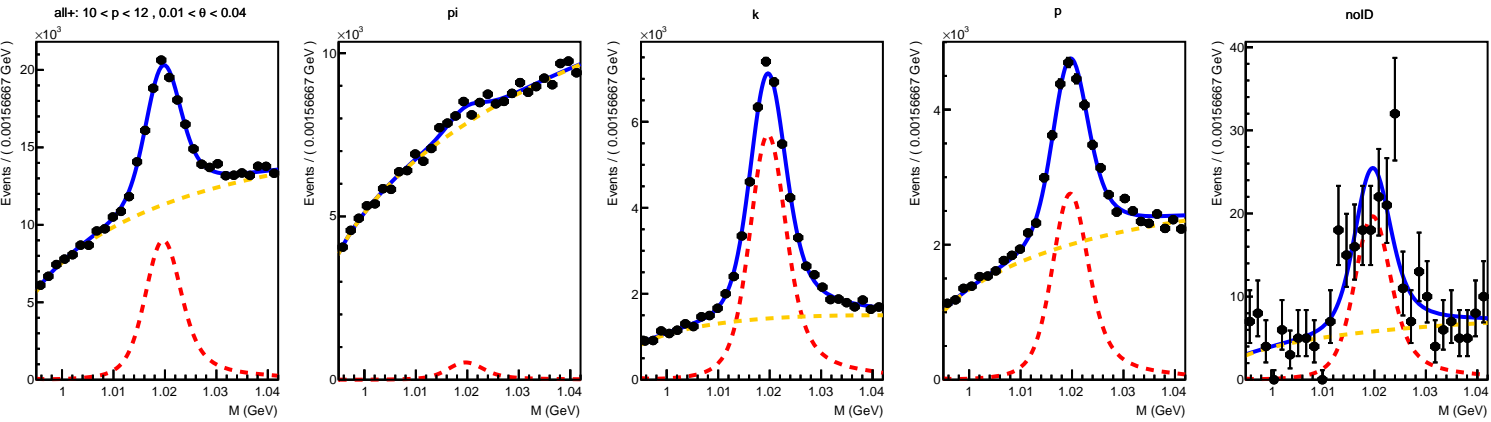 all+: 10 < p < 12 , 0.01 < θ < 0.04
×10³
Events / ( 0.00156667 GeV )
20
15
10
5
0
1 1.01 1.02 1.03 1.04
M (GeV)
pi
×10³
Events / ( 0.00156667 GeV )
10
5
0
1 1.01 1.02 1.03 1.04
M (GeV)
k
×10³
Events / ( 0.00156667 GeV )
6
4
2
0
1 1.01 1.02 1.03 1.04
M (GeV)
p
×10³
Events / ( 0.00156667 GeV )
4
2
0
1 1.01 1.02 1.03 1.04
M (GeV)
noID
Events / ( 0.00156667 GeV )
40
30
20
10
0
1 1.01 1.02 1.03 1.04
M (GeV)